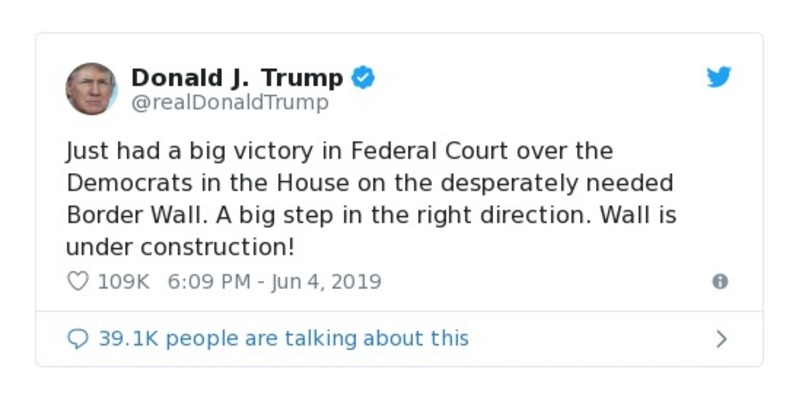 Donald J. Trump
@realDonaldTrump
Just had a big victory in Federal Court over the
Democrats in the House on the desperately needed
Border Wall. A big step in the right direction. Wall is
under construction!
109K 6:09 PM - Jun 4, 2019
39.1K people are talking about this